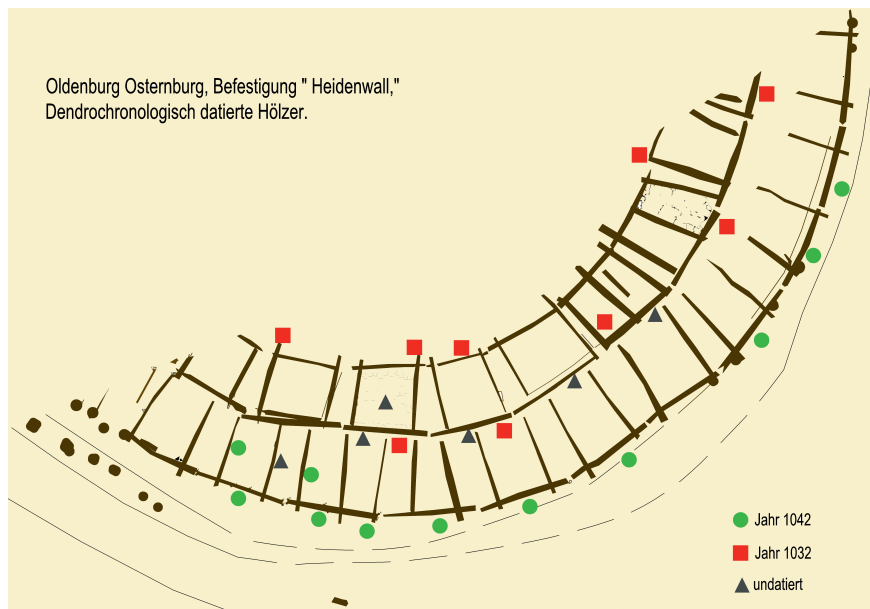 Oldenburg Osternburg, Befestigung " Heidenwall,"
Dendrochronologisch datierte Hölzer.
Jahr 1042
Jahr 1032
undatiert